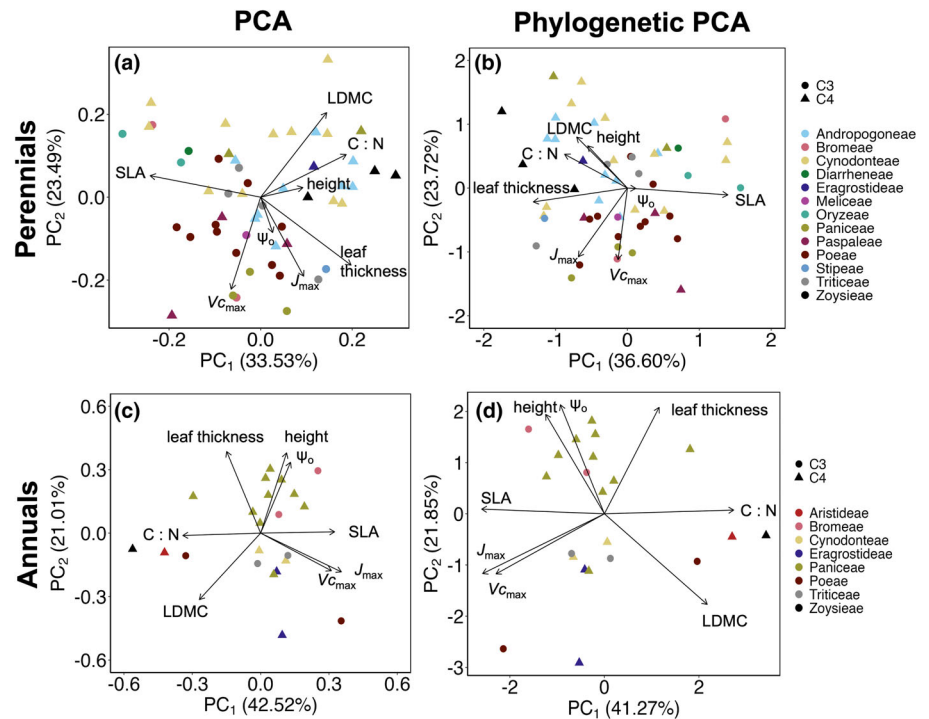 PCA
Phylogenetic PCA
Perennials
(a)
LDMC
C : N
SLA
height
Ψo
leaf
thickness
Jmax
Vcmax
0.2
0.0
-0.2
PC2 (23.49%)
-0.2
0.0
0.2
PC1 (33.53%)
(b)
LDMC
height
C : N
leaf thickness
Ψo
SLA
Jmax
Vcmax
2
1
0
-1
-2
PC2 (23.72%)
-2
-1
0
1
2
PC1 (36.60%)
C3
C4
Andropogoneae
Bromeae
Cynodonteae
Diarrheneae
Eragrostideae
Meliceae
Oryzeae
Paniceae
Paspaleae
Poeae
Stipeae
Triticeae
Zoysieae
Annuals
(c)
leaf thickness
height
Ψo
C : N
SLA
Jmax
Vcmax
LDMC
0.6
0.3
0.0
-0.3
-0.6
PC2 (21.01%)
-0.6
-0.3
0.0
0.3
0.6
PC1 (42.52%)
(d)
height
Ψo
leaf thickness
SLA
C : N
Jmax
Vcmax
LDMC
2
1
0
-1
-2
-3
PC2 (21.85%)
-2
0
2
PC1 (41.27%)
C3
C4
Aristideae
Bromeae
Cynodonteae
Eragrostideae
Paniceae
Poeae
Triticeae
Zoysieae